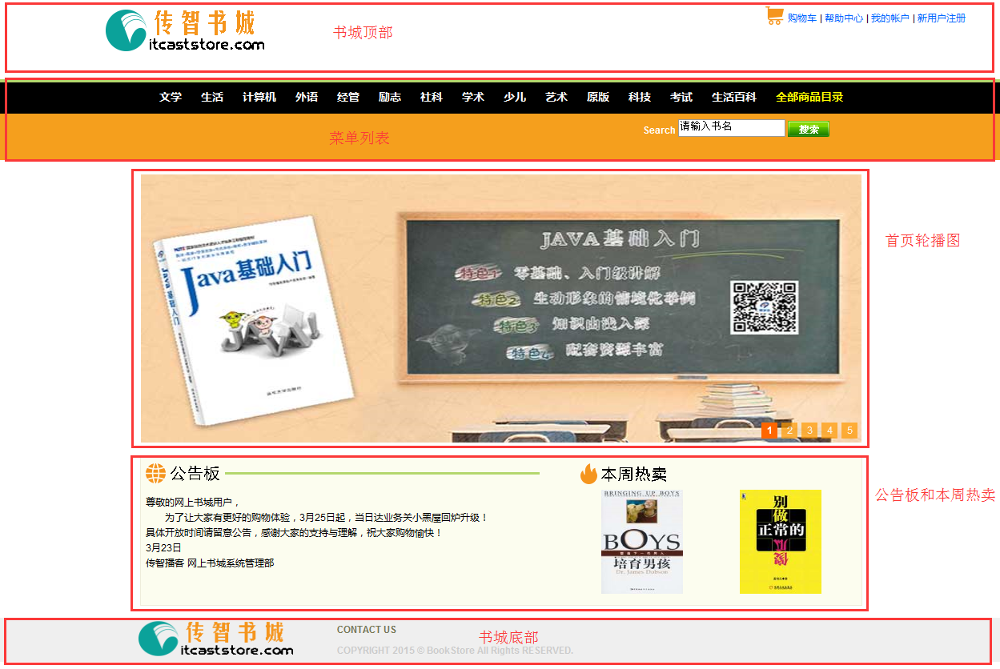 传智书城
itcaststore.com
书城顶部
购物车 | 帮助中心 | 我的帐户 | 新用户注册
文学 生活 计算机 外语 经管 励志 社科 学术 少儿 艺术 原版 科技 考试 生活百科 全部商品目录
菜单列表
Search 请输入书名 搜索
首页轮播图
Java基础入门
Java基础入门
JAVA
JAVA基础入门
特色1 零基础、入门级讲解
特色2 生动形象的情境化举例
特色3 知识由浅入深
特色4 配套资源丰富
1 2 3 4 5
公告板
尊敬的网上书城用户，
为了让大家有更好的购物体验，3月25日起，当日达业务关小黑屋回炉升级！
具体开放时间请留意公告，感谢大家的支持与理解，祝大家购物愉快！
3月23日
传智播客 网上书城系统管理部
本周热卖
BRINGING UP BOYS
BOYS
培育男孩
Dr. James Dobson
别
做
正常的
傻
瓜
公告板和本周热卖
传智书城
itcaststore.com
CONTACT US
COPYRIGHT 2015 © BookStore All Rights RESERVED.
书城底部